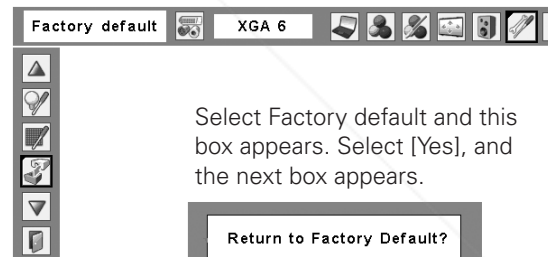 Factory default XGA 6
Select Factory default and this
box appears. Select [Yes], and
the next box appears.
Return to Factory Default?